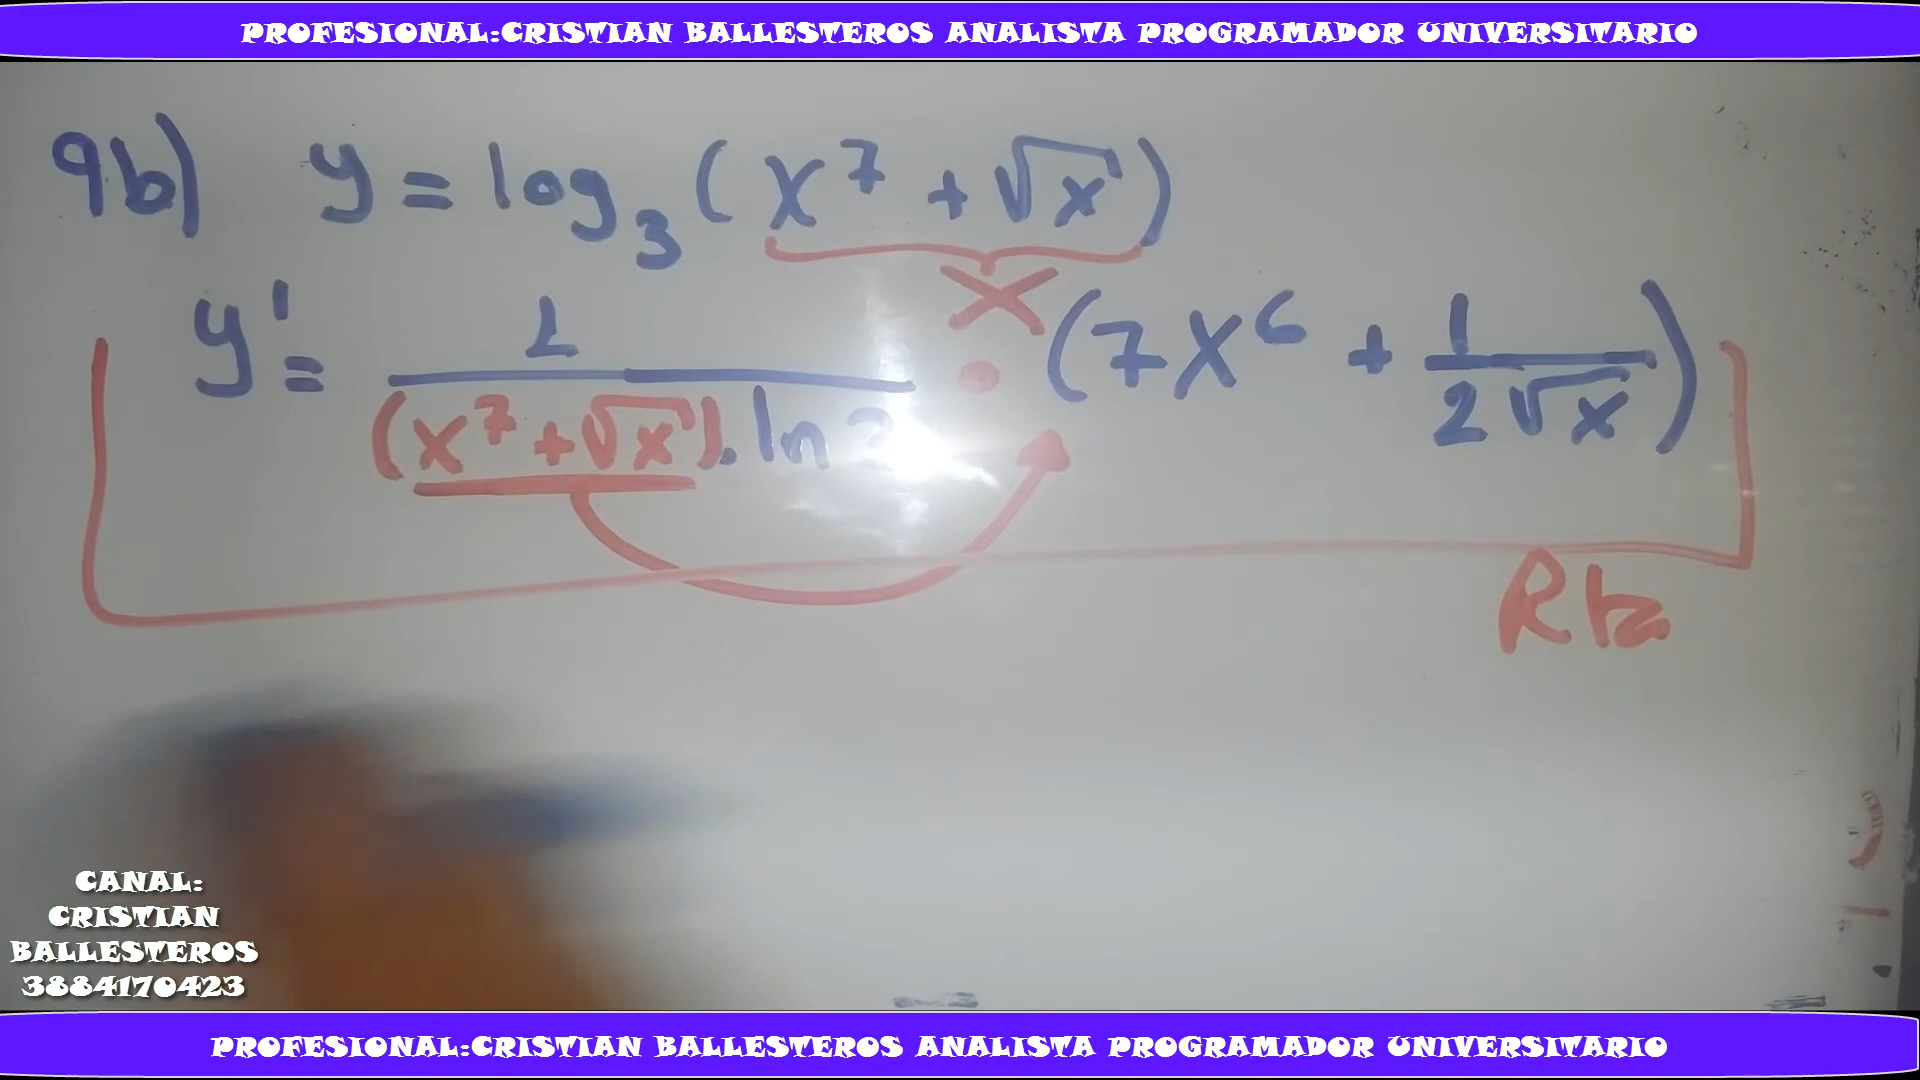 PROFESIONAL:CRISTIAN BALLESTEROS ANALISTA PROGRAMADOR UNIVERSITARIO
9b) y = log₃ (x⁷ + √x)
X
y' = 1 / ((x⁷ + √x) . ln) . (7x⁶ + 1 / (2√x))
Rta
CANAL:
CRISTIAN
BALLESTEROS
3884170423
PROFESIONAL:CRISTIAN BALLESTEROS ANALISTA PROGRAMADOR UNIVERSITARIO